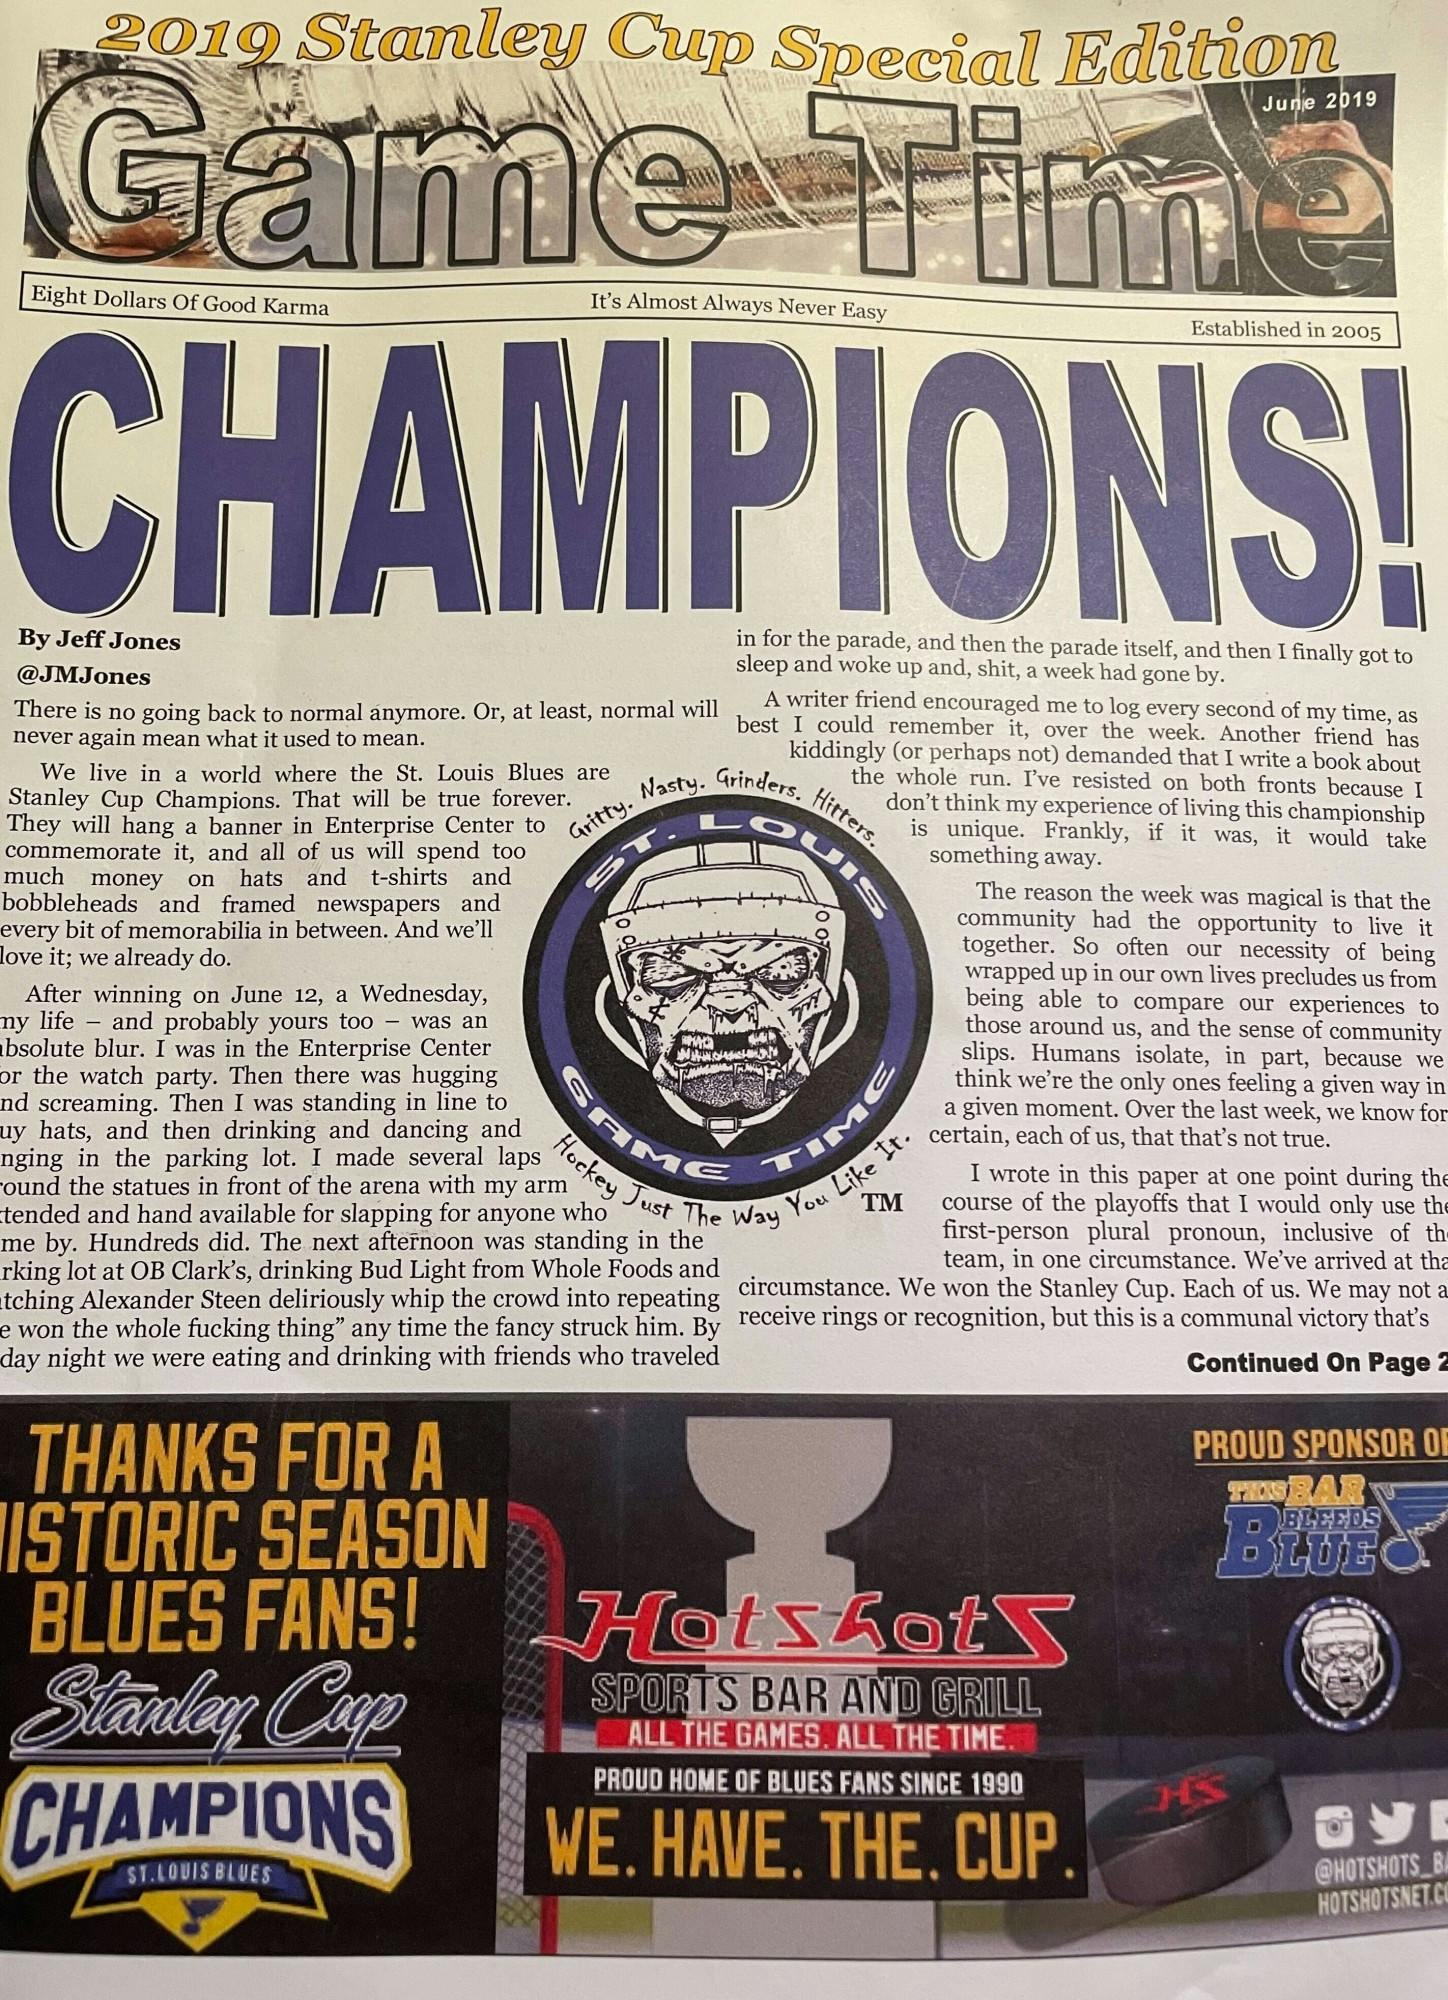 2019 Stanley Cup Special Edition
June 2019
Game Time
Eight Dollars Of Good Karma
It's Almost Always Never Easy
Established in 2005
CHAMPIONS!
By Jeff Jones
@JMJones
There is no going back to normal anymore. Or, at least, normal will
never again mean what it used to mean.
We live in a world where the St. Louis Blues are
Stanley Cup Champions. That will be true forever.
They will hang a banner in Enterprise Center to
commemorate it, and all of us will spend too
much money on hats and t-shirts and
bobbleheads and framed newspapers and
every bit of memorabilia in between. And we'll
love it; we already do.
After winning on June 12, a Wednesday,
my life – and probably yours too – was an
absolute blur. I was in the Enterprise Center
or the watch party. Then there was hugging
nd screaming. Then I was standing in line to
uy hats, and then drinking and dancing and
nging in the parking lot. I made several laps
round the statues in front of the arena with my arm
tended and hand available for slapping for anyone who
me by. Hundreds did. The next afternoon was standing in the
rking lot at OB Clark's, drinking Bud Light from Whole Foods and
tching Alexander Steen deliriously whip the crowd into repeating
e won the whole fucking thing" any time the fancy struck him. By
day night we were eating and drinking with friends who traveled
in for the parade, and then the parade itself, and then I finally got to
sleep and woke up and, shit, a week had gone by.
A writer friend encouraged me to log every second of my time, as
best I could remember it, over the week. Another friend has
kiddingly (or perhaps not) demanded that I write a book about
the whole run. I've resisted on both fronts because I
don't think my experience of living this championship
is unique. Frankly, if it was, it would take
something away.
The reason the week was magical is that the
community had the opportunity to live it
together. So often our necessity of being
wrapped up in our own lives precludes us from
being able to compare our experiences to
those around us, and the sense of community
slips. Humans isolate, in part, because we
think we're the only ones feeling a given way in
a given moment. Over the last week, we know for
certain, each of us, that that's not true.
I wrote in this paper at one point during the
course of the playoffs that I would only use the
first-person plural pronoun, inclusive of the
team, in one circumstance. We've arrived at tha
circumstance. We won the Stanley Cup. Each of us. We may not a
receive rings or recognition, but this is a communal victory that's
Continued On Page 2
Gritty. Nasty. Grinders. Hitters.
ST. LOUIS
GAME TIME
Hockey Just The Way You Like It.
TM
THANKS FOR A
HISTORIC SEASON
BLUES FANS!
Stanley Cup
CHAMPIONS
ST. LOUIS BLUES
HotshotS
SPORTS BAR AND GRILL
ALL THE GAMES. ALL THE TIME.
PROUD HOME OF BLUES FANS SINCE 1990
WE. HAVE. THE. CUP.
PROUD SPONSOR OF
THIS BAR
BLEEDS
BLUE
ST. LOUIS
GAME TIME
HS
@HOTSHOTS_BA
HOTSHOTSNET.CO